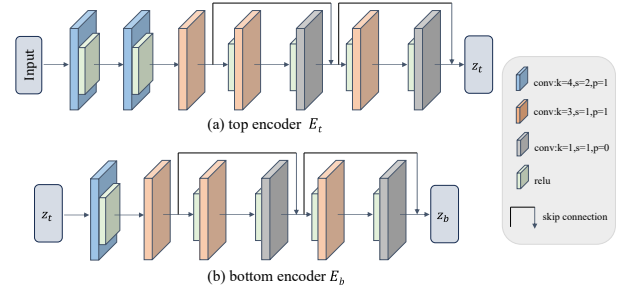 Input
z_t
(a) top encoder E_t
z_t
z_b
(b) bottom encoder E_b
conv:k=4,s=2,p=1
conv:k=3,s=1,p=1
conv:k=1,s=1,p=0
relu
skip connection